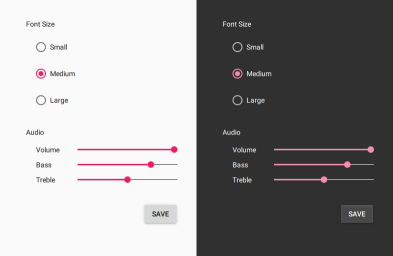 Font Size
Small
Medium
Large
Audio
Volume
Bass
Treble
SAVE
Font Size
Small
Medium
Large
Audio
Volume
Bass
Treble
SAVE